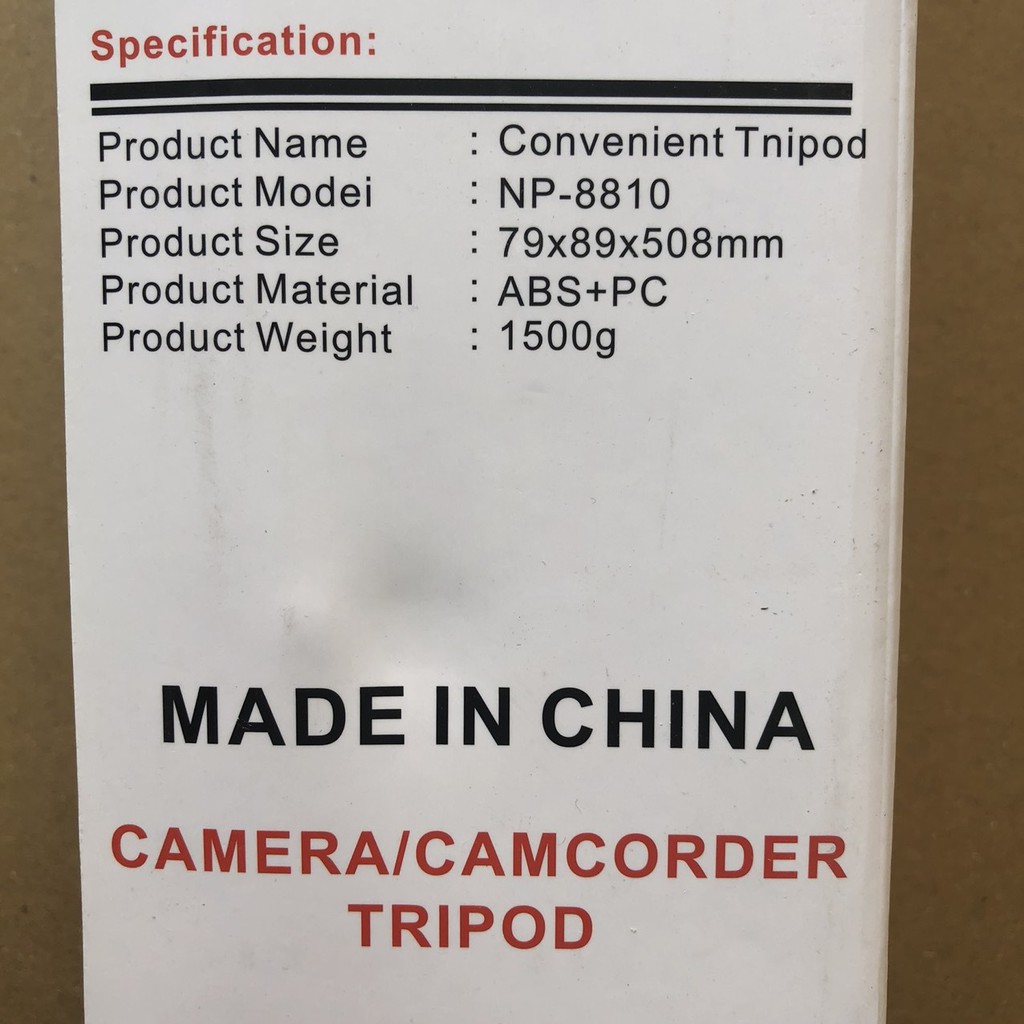 Specification:
Product Name : Convenient Tnipod
Product Modei : NP-8810
Product Size : 79x89x508mm
Product Material : ABS+PC
Product Weight : 1500g
MADE IN CHINA
CAMERA/CAMCORDER
TRIPOD